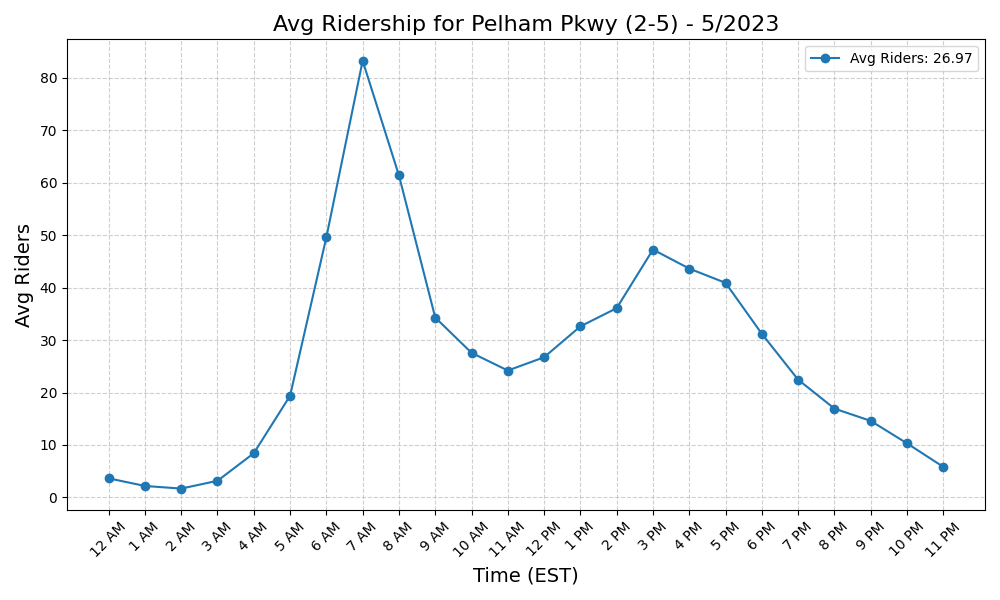 Avg Ridership for Pelham Pkwy (2-5) - 5/2023
Avg Riders: 26.97
Avg Riders
80
70
60
50
40
30
20
10
0
12 AM
1 AM
2 AM
3 AM
4 AM
5 AM
6 AM
7 AM
8 AM
9 AM
10 AM
11 AM
12 PM
1 PM
2 PM
3 PM
4 PM
5 PM
6 PM
7 PM
8 PM
9 PM
10 PM
11 PM
Time (EST)